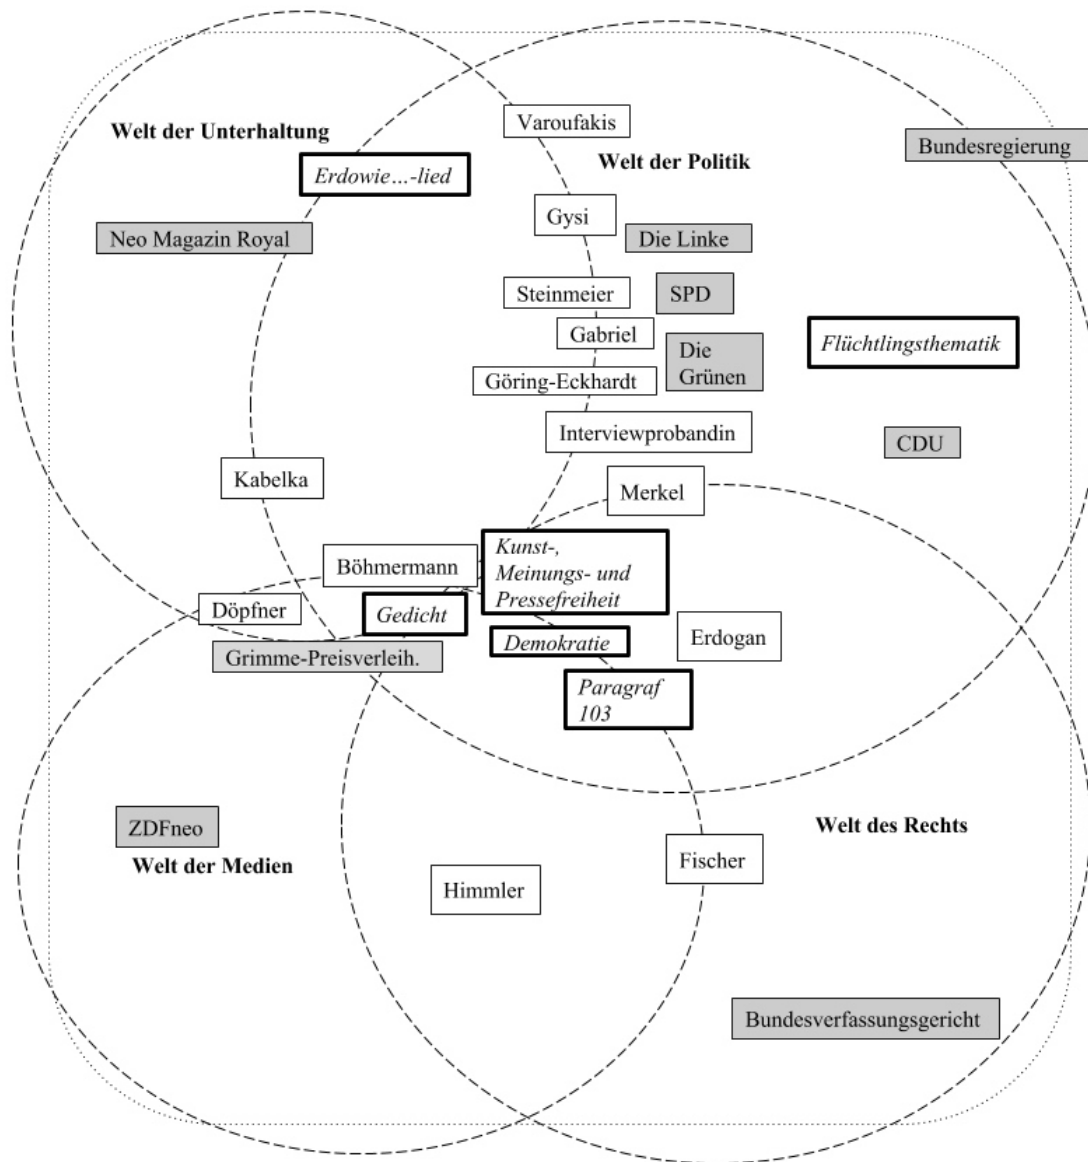 Varoufakis
Welt der Unterhaltung
Bundesregierung
Welt der Politik
Erdowie…-lied
Gysi
Neo Magazin Royal
Die Linke
Steinmeier
SPD
Gabriel
Flüchtlingsthematik
Die
Grünen
Göring-Eckhardt
Interviewprobandin
CDU
Kabelka
Merkel
Kunst-,
Meinungs- und
Pressefreiheit
Böhmermann
Döpfner
Gedicht
Demokratie
Erdogan
Grimme-Preisverleih.
Paragraf
103
ZDFneo
Welt des Rechts
Welt der Medien
Fischer
Himmler
Bundesverfassungsgericht